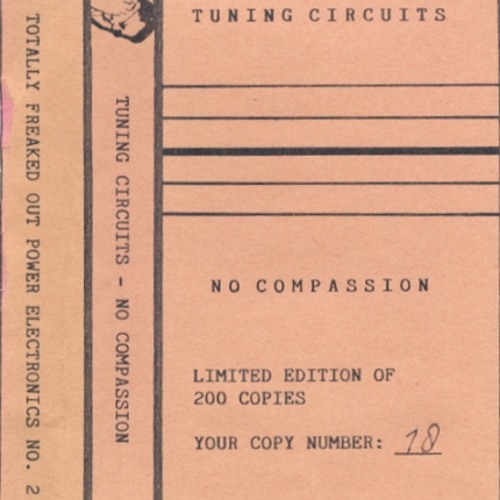 TOTALLY FREAKED OUT POWER ELECTRONICS NO. 2
TUNING CIRCUITS - NO COMPASSION
TUNING CIRCUITS
NO COMPASSION
LIMITED EDITION OF
200 COPIES
YOUR COPY NUMBER: 18